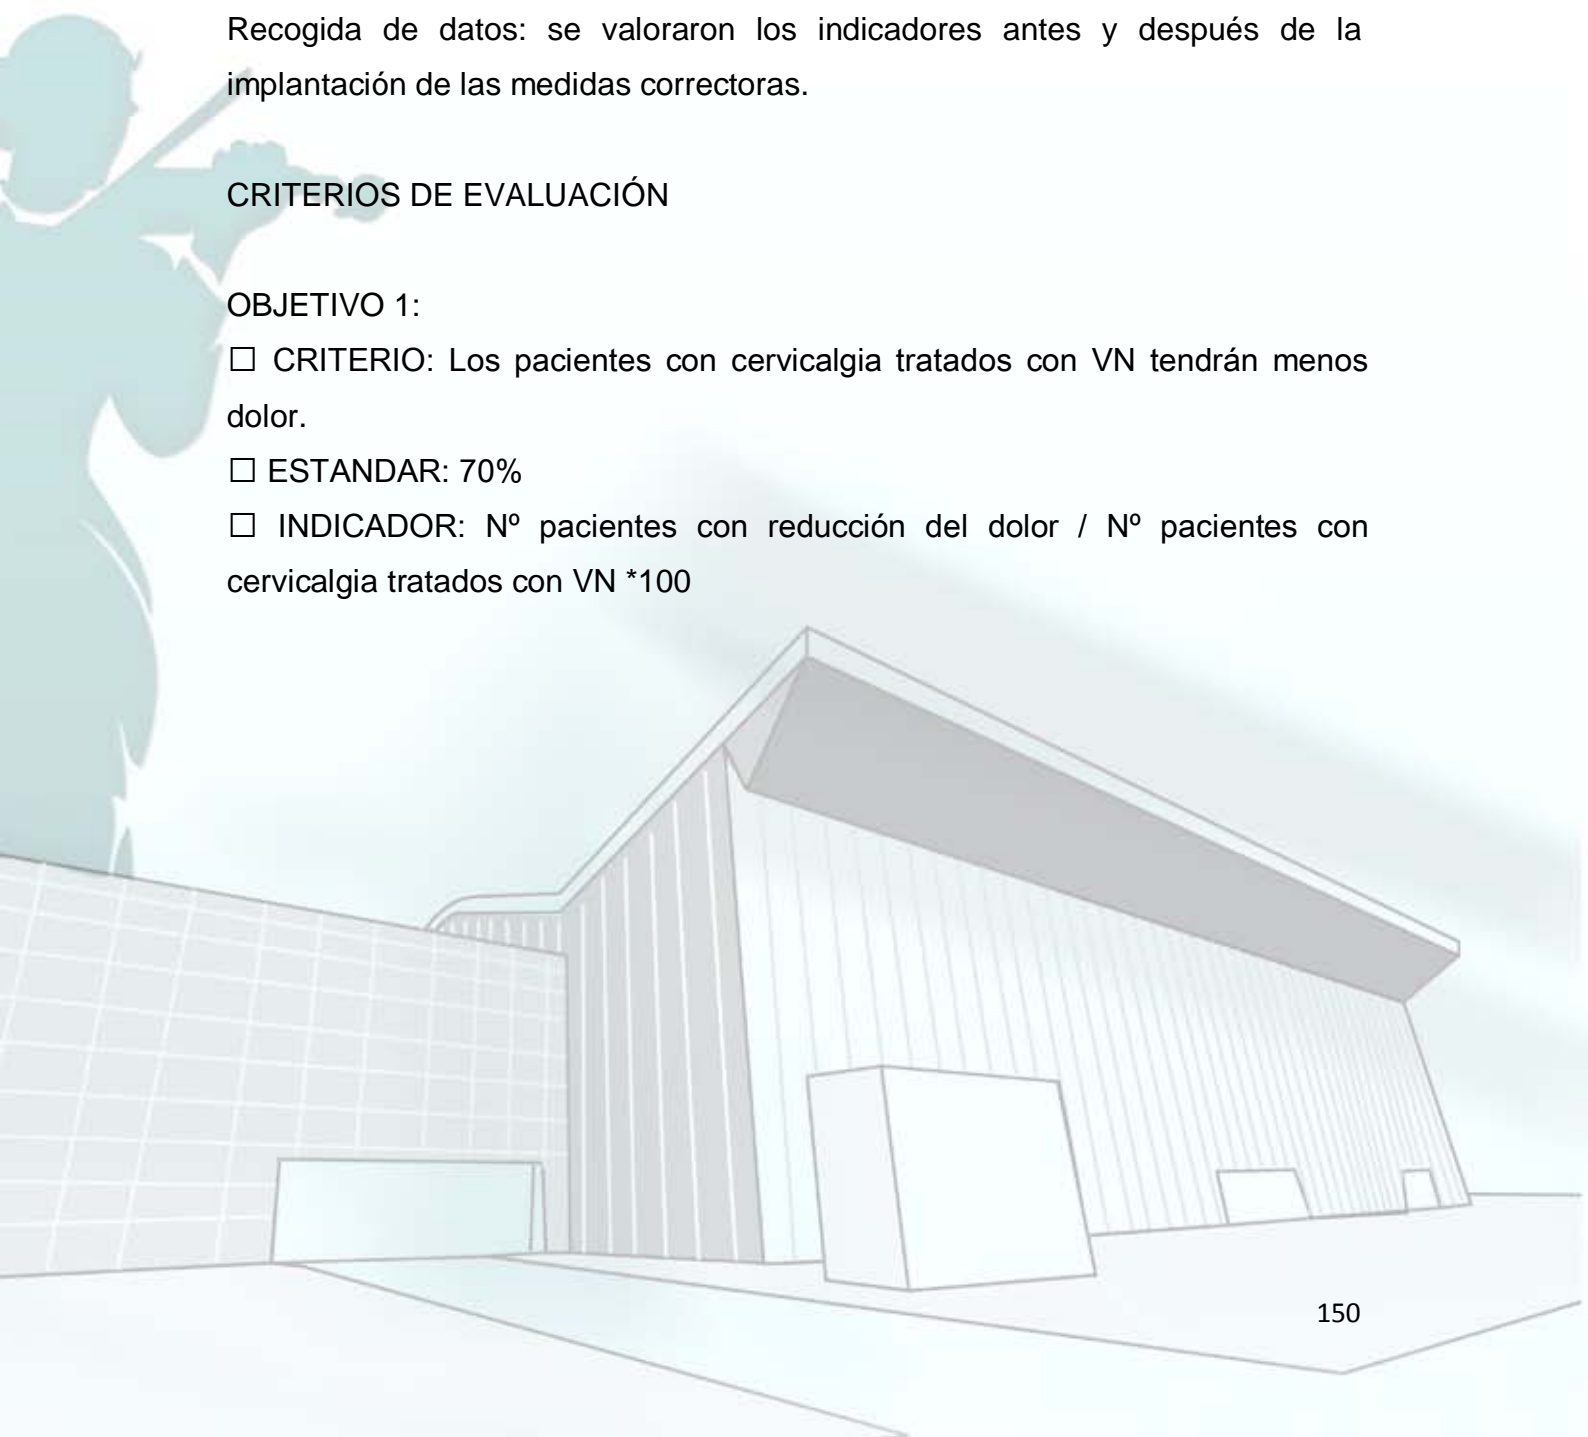 Recogida de datos: se valoraron los indicadores antes y después de la
implantación de las medidas correctoras.
CRITERIOS DE EVALUACIÓN
OBJETIVO 1:
☐ CRITERIO: Los pacientes con cervicalgia tratados con VN tendrán menos
dolor.
☐ ESTANDAR: 70%
☐ INDICADOR: Nº pacientes con reducción del dolor / Nº pacientes con
cervicalgia tratados con VN *100
150